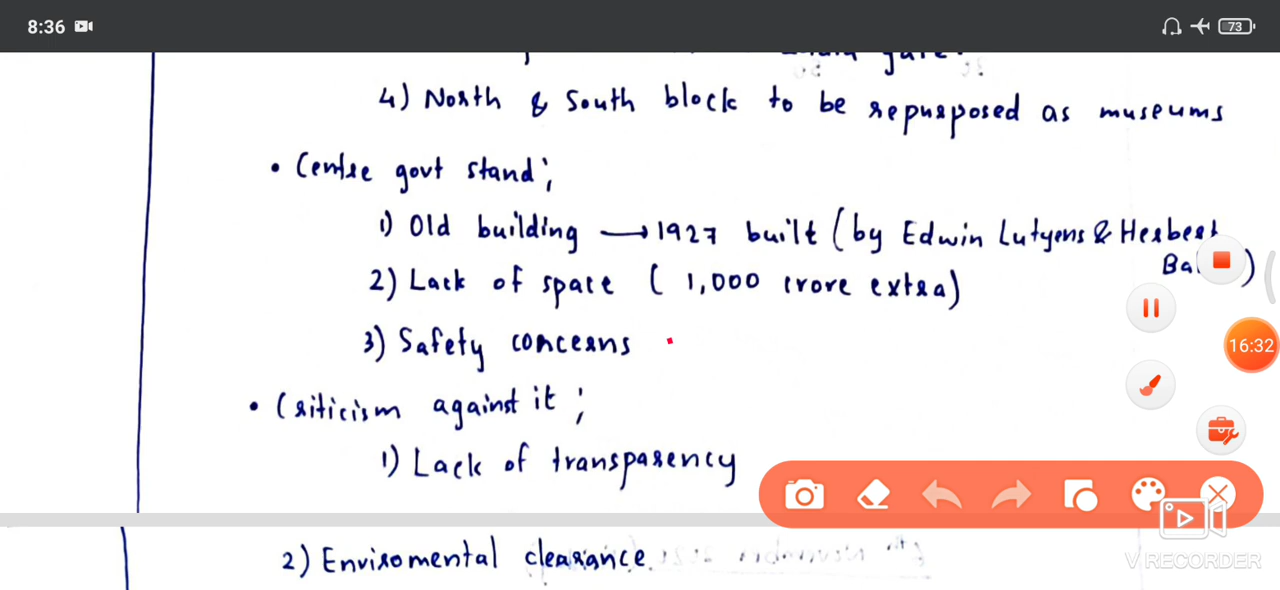 8:36
73
4) North & South block to be repurposed as museums
• Centre govt stand;
1) Old building → 1927 built (by Edwin Lutyens & Herbert
)
2) Lack of space ( 1,000 crore extra)
3) Safety concerns
16:32
• Criticism against it ;
1) Lack of transparency
2) Enviromental clearance
V RECORDER